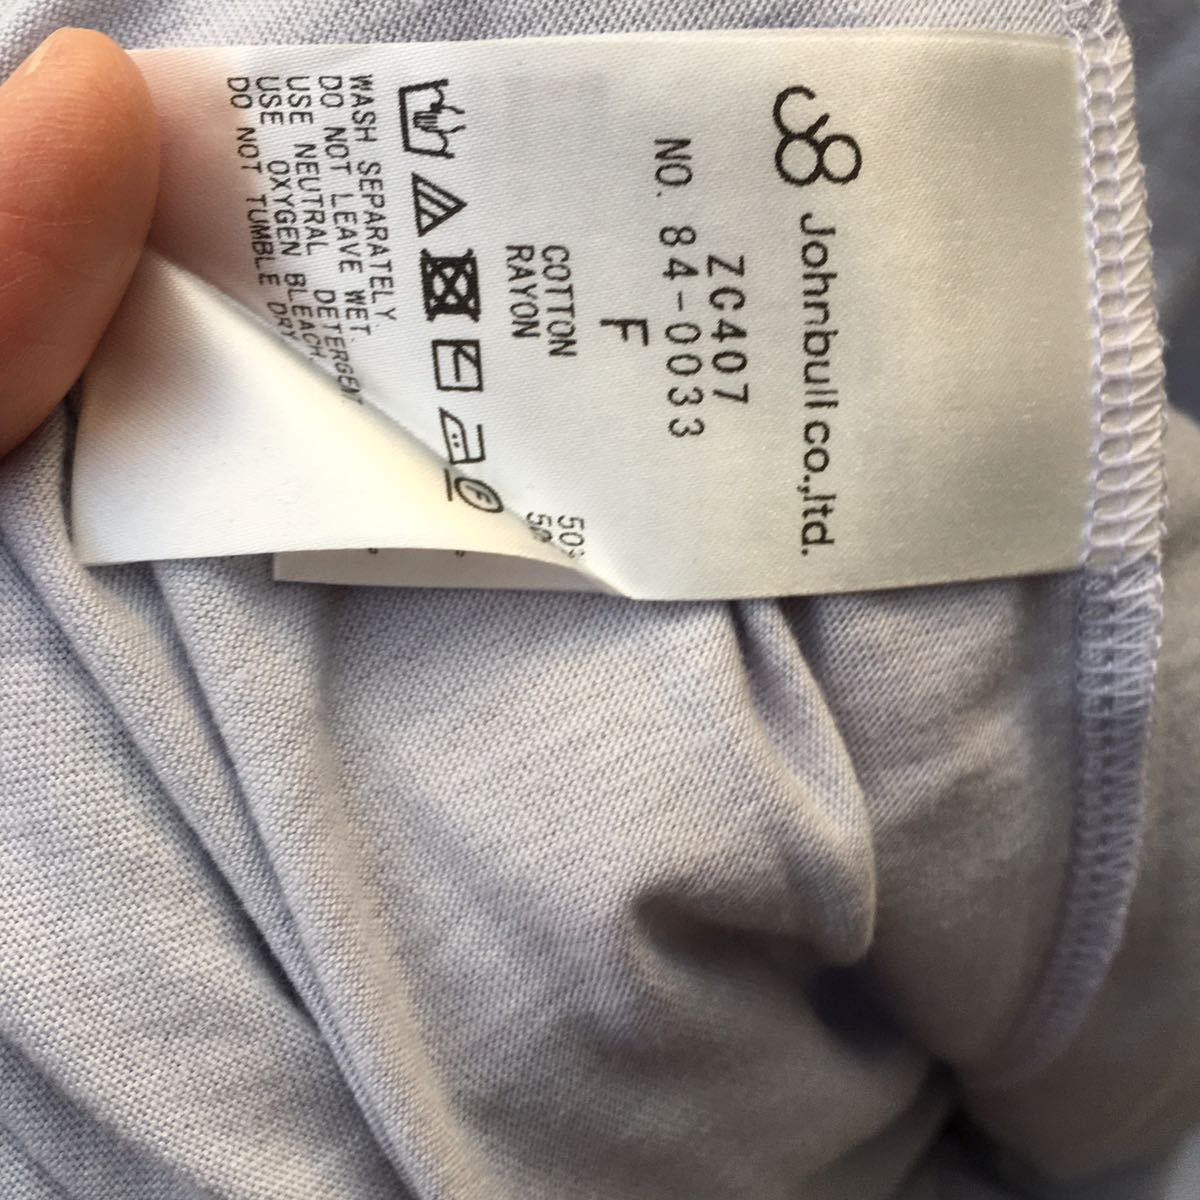 Johnbull co.,ltd.
ZC407
NO. 84-0033
F
COTTON 50%
RAYON
WASH SEPARATELY.
DO NOT LEAVE WET.
USE NEUTRAL DETERGENT
USE OXYGEN BLEACH
DO NOT TUMBLE DRY